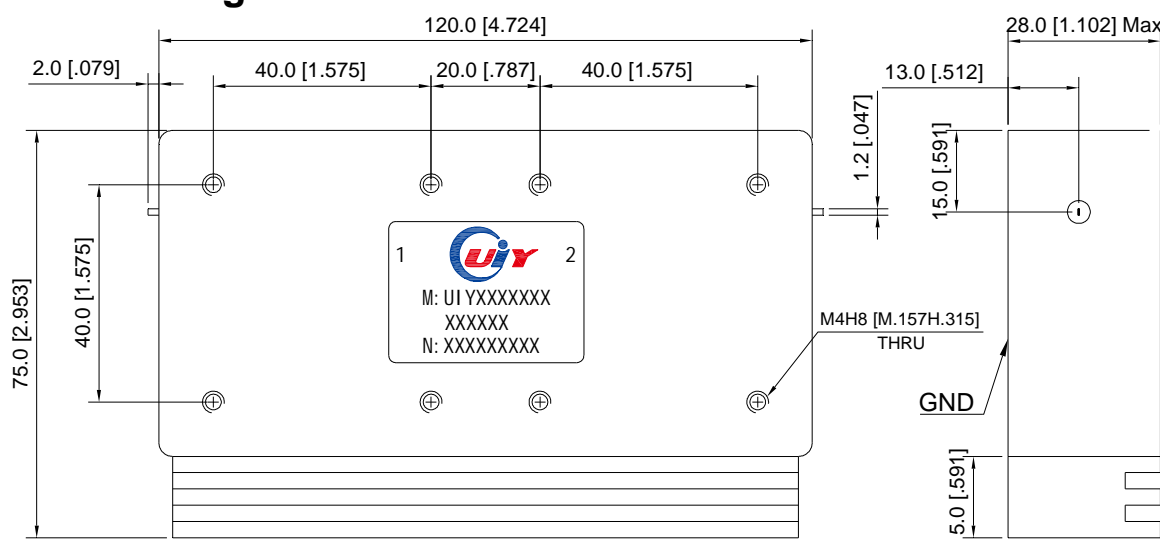 g
120.0 [4.724]
28.0 [1.102] Max
2.0 [.079]
40.0 [1.575]
20.0 [.787]
40.0 [1.575]
13.0 [.512]
1.2 [.047]
15.0 [.591]
75.0 [2.953]
40.0 [1.575]
1
UiY
2
M: UIYXXXXXXX
XXXXXX
N: XXXXXXXXX
M4H8 [M.157H.315]
THRU
GND
5.0 [.591]